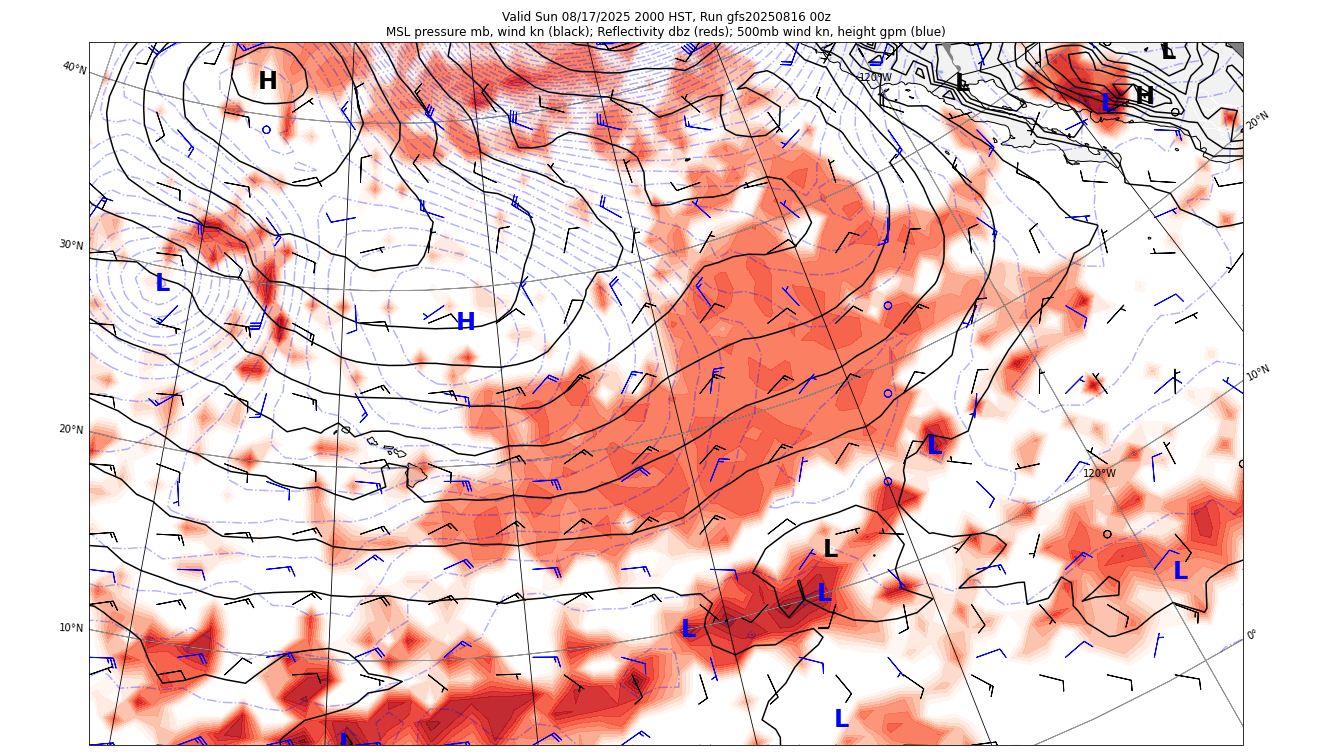 Valid Sun 08/17/2025 2000 HST, Run gfs20250816 00z
MSL pressure mb, wind kn (black); Reflectivity dbz (reds); 500mb wind kn, height gpm (blue)
40°N
H
120°W
L
L
L
H
20°N
30°N
L
H
10°N
20°N
L
120°W
L
L
L
10°N
L
0°
L
L